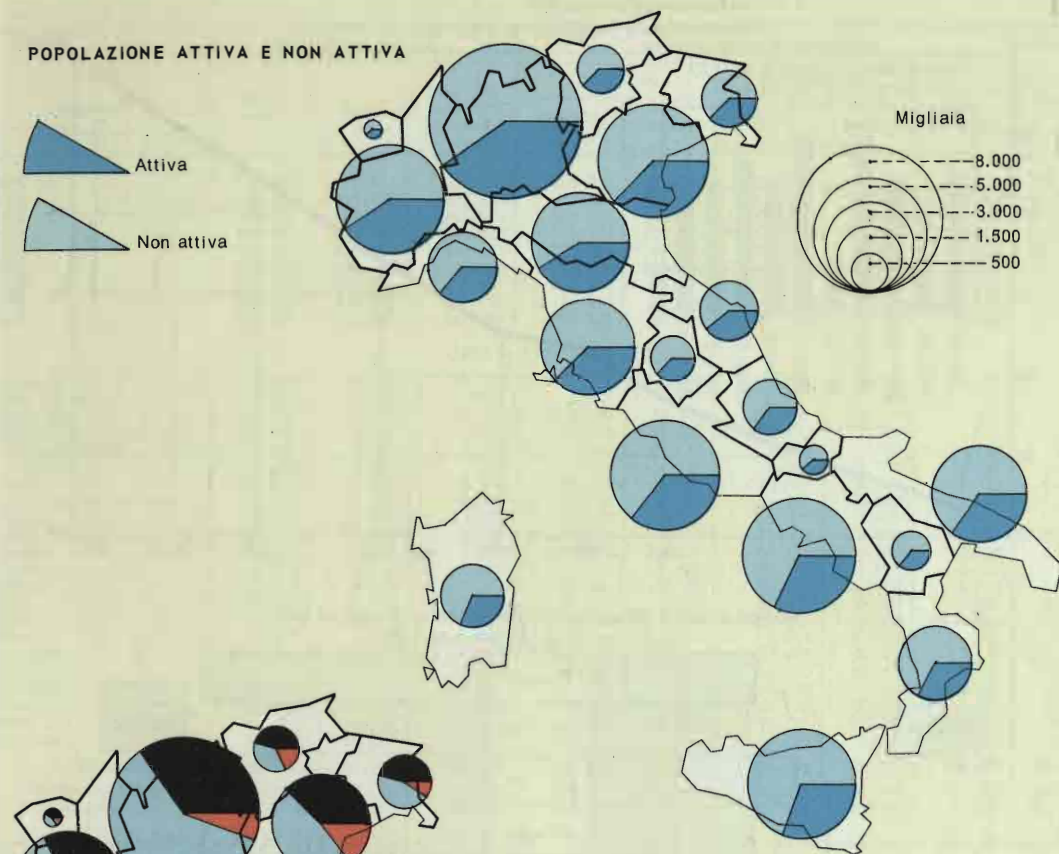 POPOLAZIONE ATTIVA E NON ATTIVA
Attiva
Non attiva
Migliaia
8.000
5.000
3.000
1.500
500